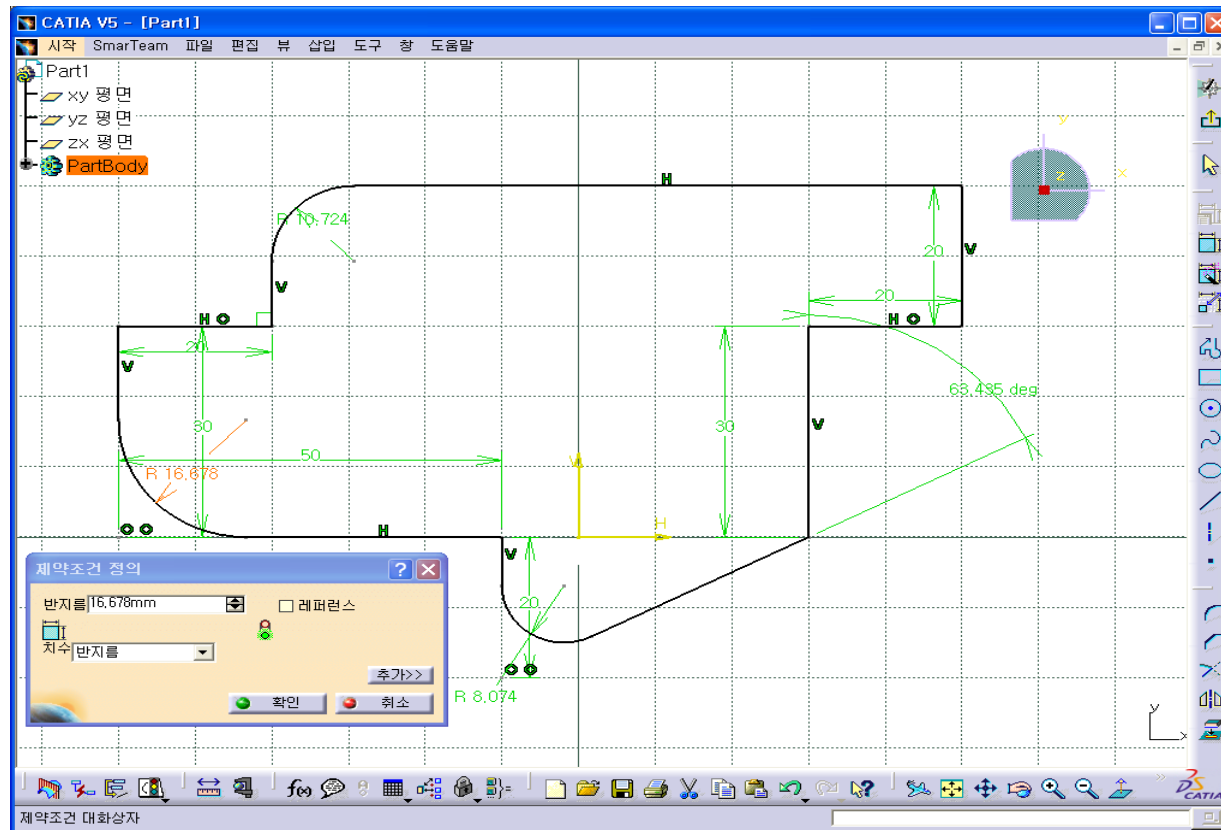 CATIA V5 - [Part1]
시작 SmarTeam 파일 편집 뷰 삽입 도구 창 도움말
Part1
xy 평면
yz 평면
zx 평면
PartBody
y
x
z
H
R 10,724
V
20
V
20
H
H
20
V
63,435 deg
30
30
V
50
R 16,678
V
H
H
V
20
R 8,074
제약조건 정의
반지름 16,678mm
레퍼런스
치수 반지름
추가>>
확인 취소
y
x
f(x)
CATIA
제약조건 대화상자